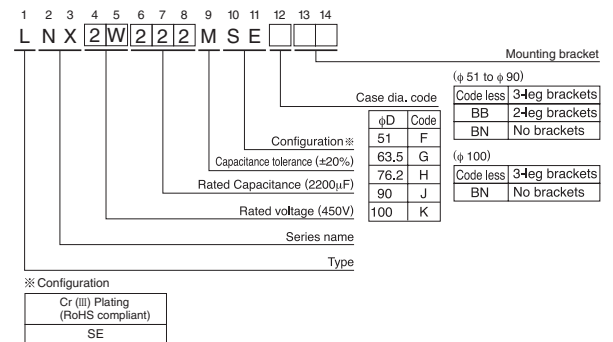 1 2 3 4 5 6 7 8 9 10 11 12 13 14
L N X 2 W 2 2 2 M S E
Mounting bracket
(φ 51 to φ 90)
Code less 3-leg brackets
BB 2-leg brackets
BN No brackets
(φ 100)
Code less 3-leg brackets
BN No brackets
Case dia. code
φD Code
51 F
63.5 G
76.2 H
90 J
100 K
Configuration※
Capacitance tolerance (±20%)
Rated Capacitance (2200µF)
Rated voltage (450V)
Series name
Type
※Configuration
Cr (III) Plating
(RoHS compliant)
SE